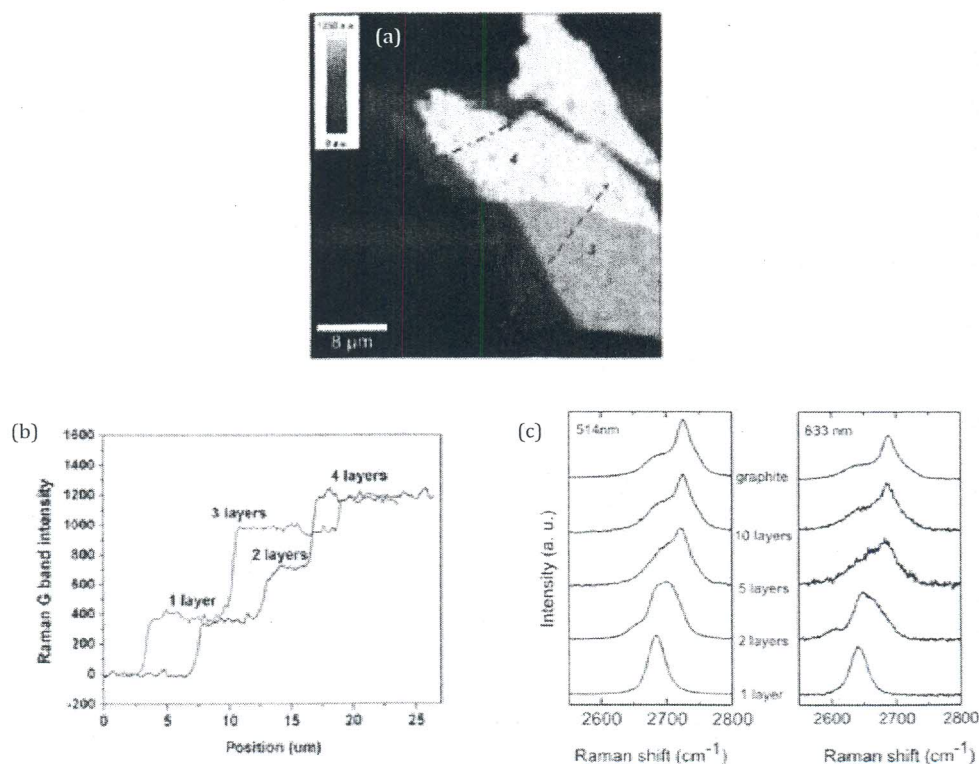 (a)
4
3
8 µm
(b)
1600
1400
1200
1000
800
600
400
200
0
-200
Raman G band intensity
4 layers
3 layers
2 layers
1 layer
0 5 10 15 20 25
Position (um)
(c)
514nm
633 nm
graphite
10 layers
5 layers
2 layers
1 layer
Intensity (a. u.)
2600 2700 2800
2600 2700 2800
Raman shift (cm⁻¹)
Raman shift (cm⁻¹)